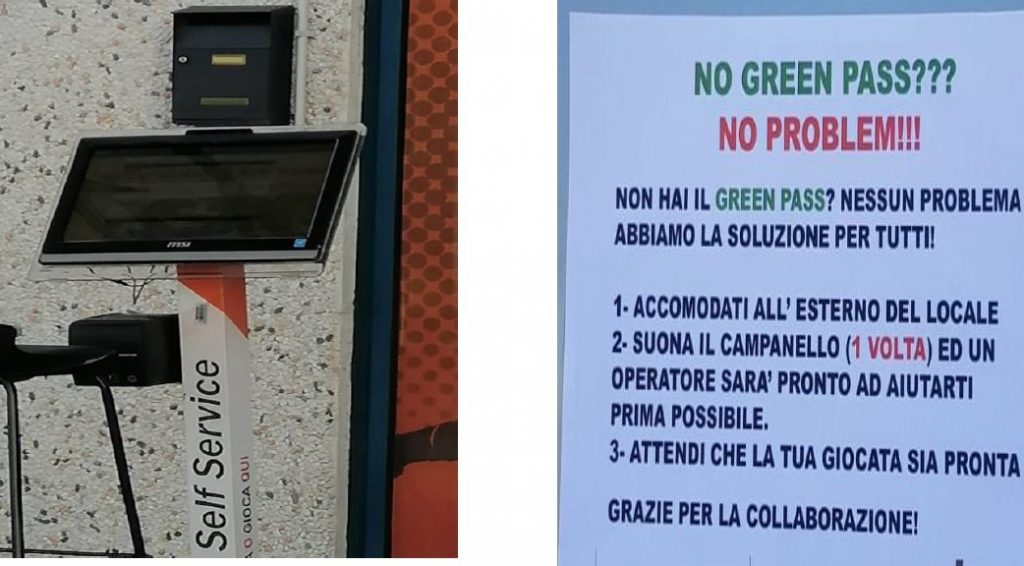 msi
Self Service
O GIOCA QUI
NO GREEN PASS???
NO PROBLEM!!!
NON HAI IL GREEN PASS? NESSUN PROBLEMA
ABBIAMO LA SOLUZIONE PER TUTTI!
1- ACCOMODATI ALL' ESTERNO DEL LOCALE
2- SUONA IL CAMPANELLO (1 VOLTA) ED UN
OPERATORE SARA' PRONTO AD AIUTARTI
PRIMA POSSIBILE.
3- ATTENDI CHE LA TUA GIOCATA SIA PRONTA
GRAZIE PER LA COLLABORAZIONE!